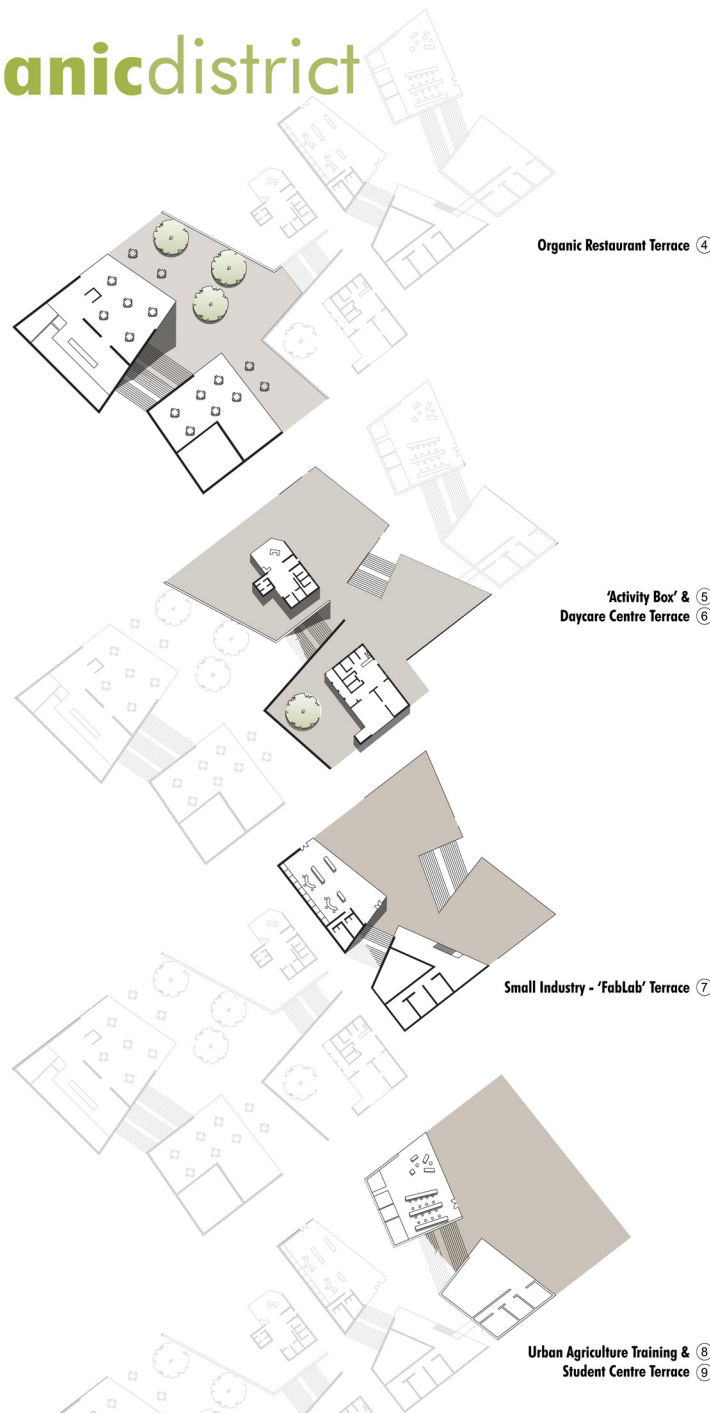 anicdistrict
Organic Restaurant Terrace 4
‘Activity Box’ & 5
Daycare Centre Terrace 6
Small Industry - ‘FabLab’ Terrace 7
Urban Agriculture Training & 8
Student Centre Terrace 9